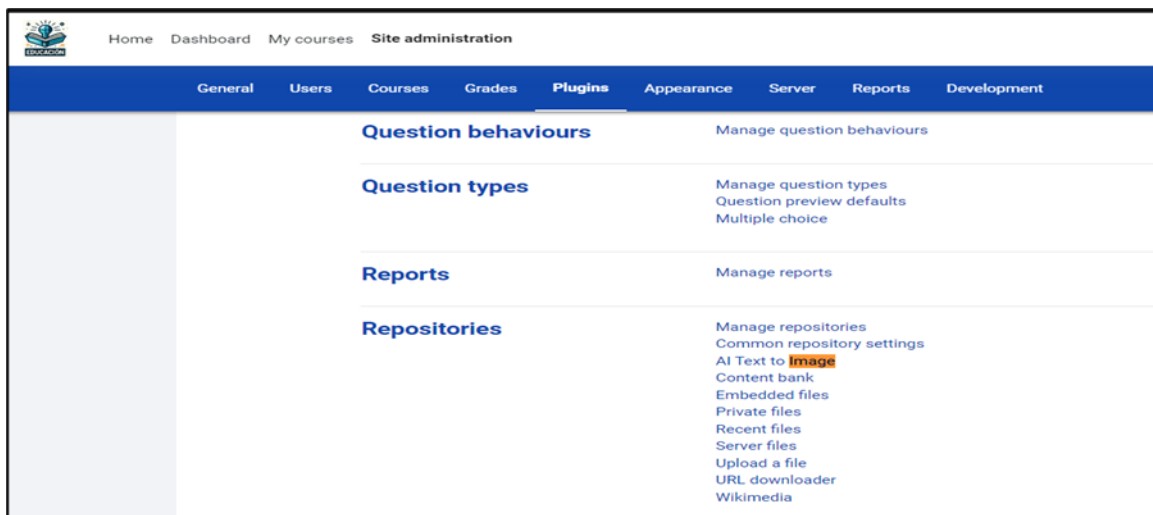 EDUCACIÓN
Home Dashboard My courses Site administration
General Users Courses Grades Plugins Appearance Server Reports Development
Question behaviours Manage question behaviours
Question types Manage question types
Question preview defaults
Multiple choice
Reports Manage reports
Repositories Manage repositories
Common repository settings
AI Text to Image
Content bank
Embedded files
Private files
Recent files
Server files
Upload a file
URL downloader
Wikimedia